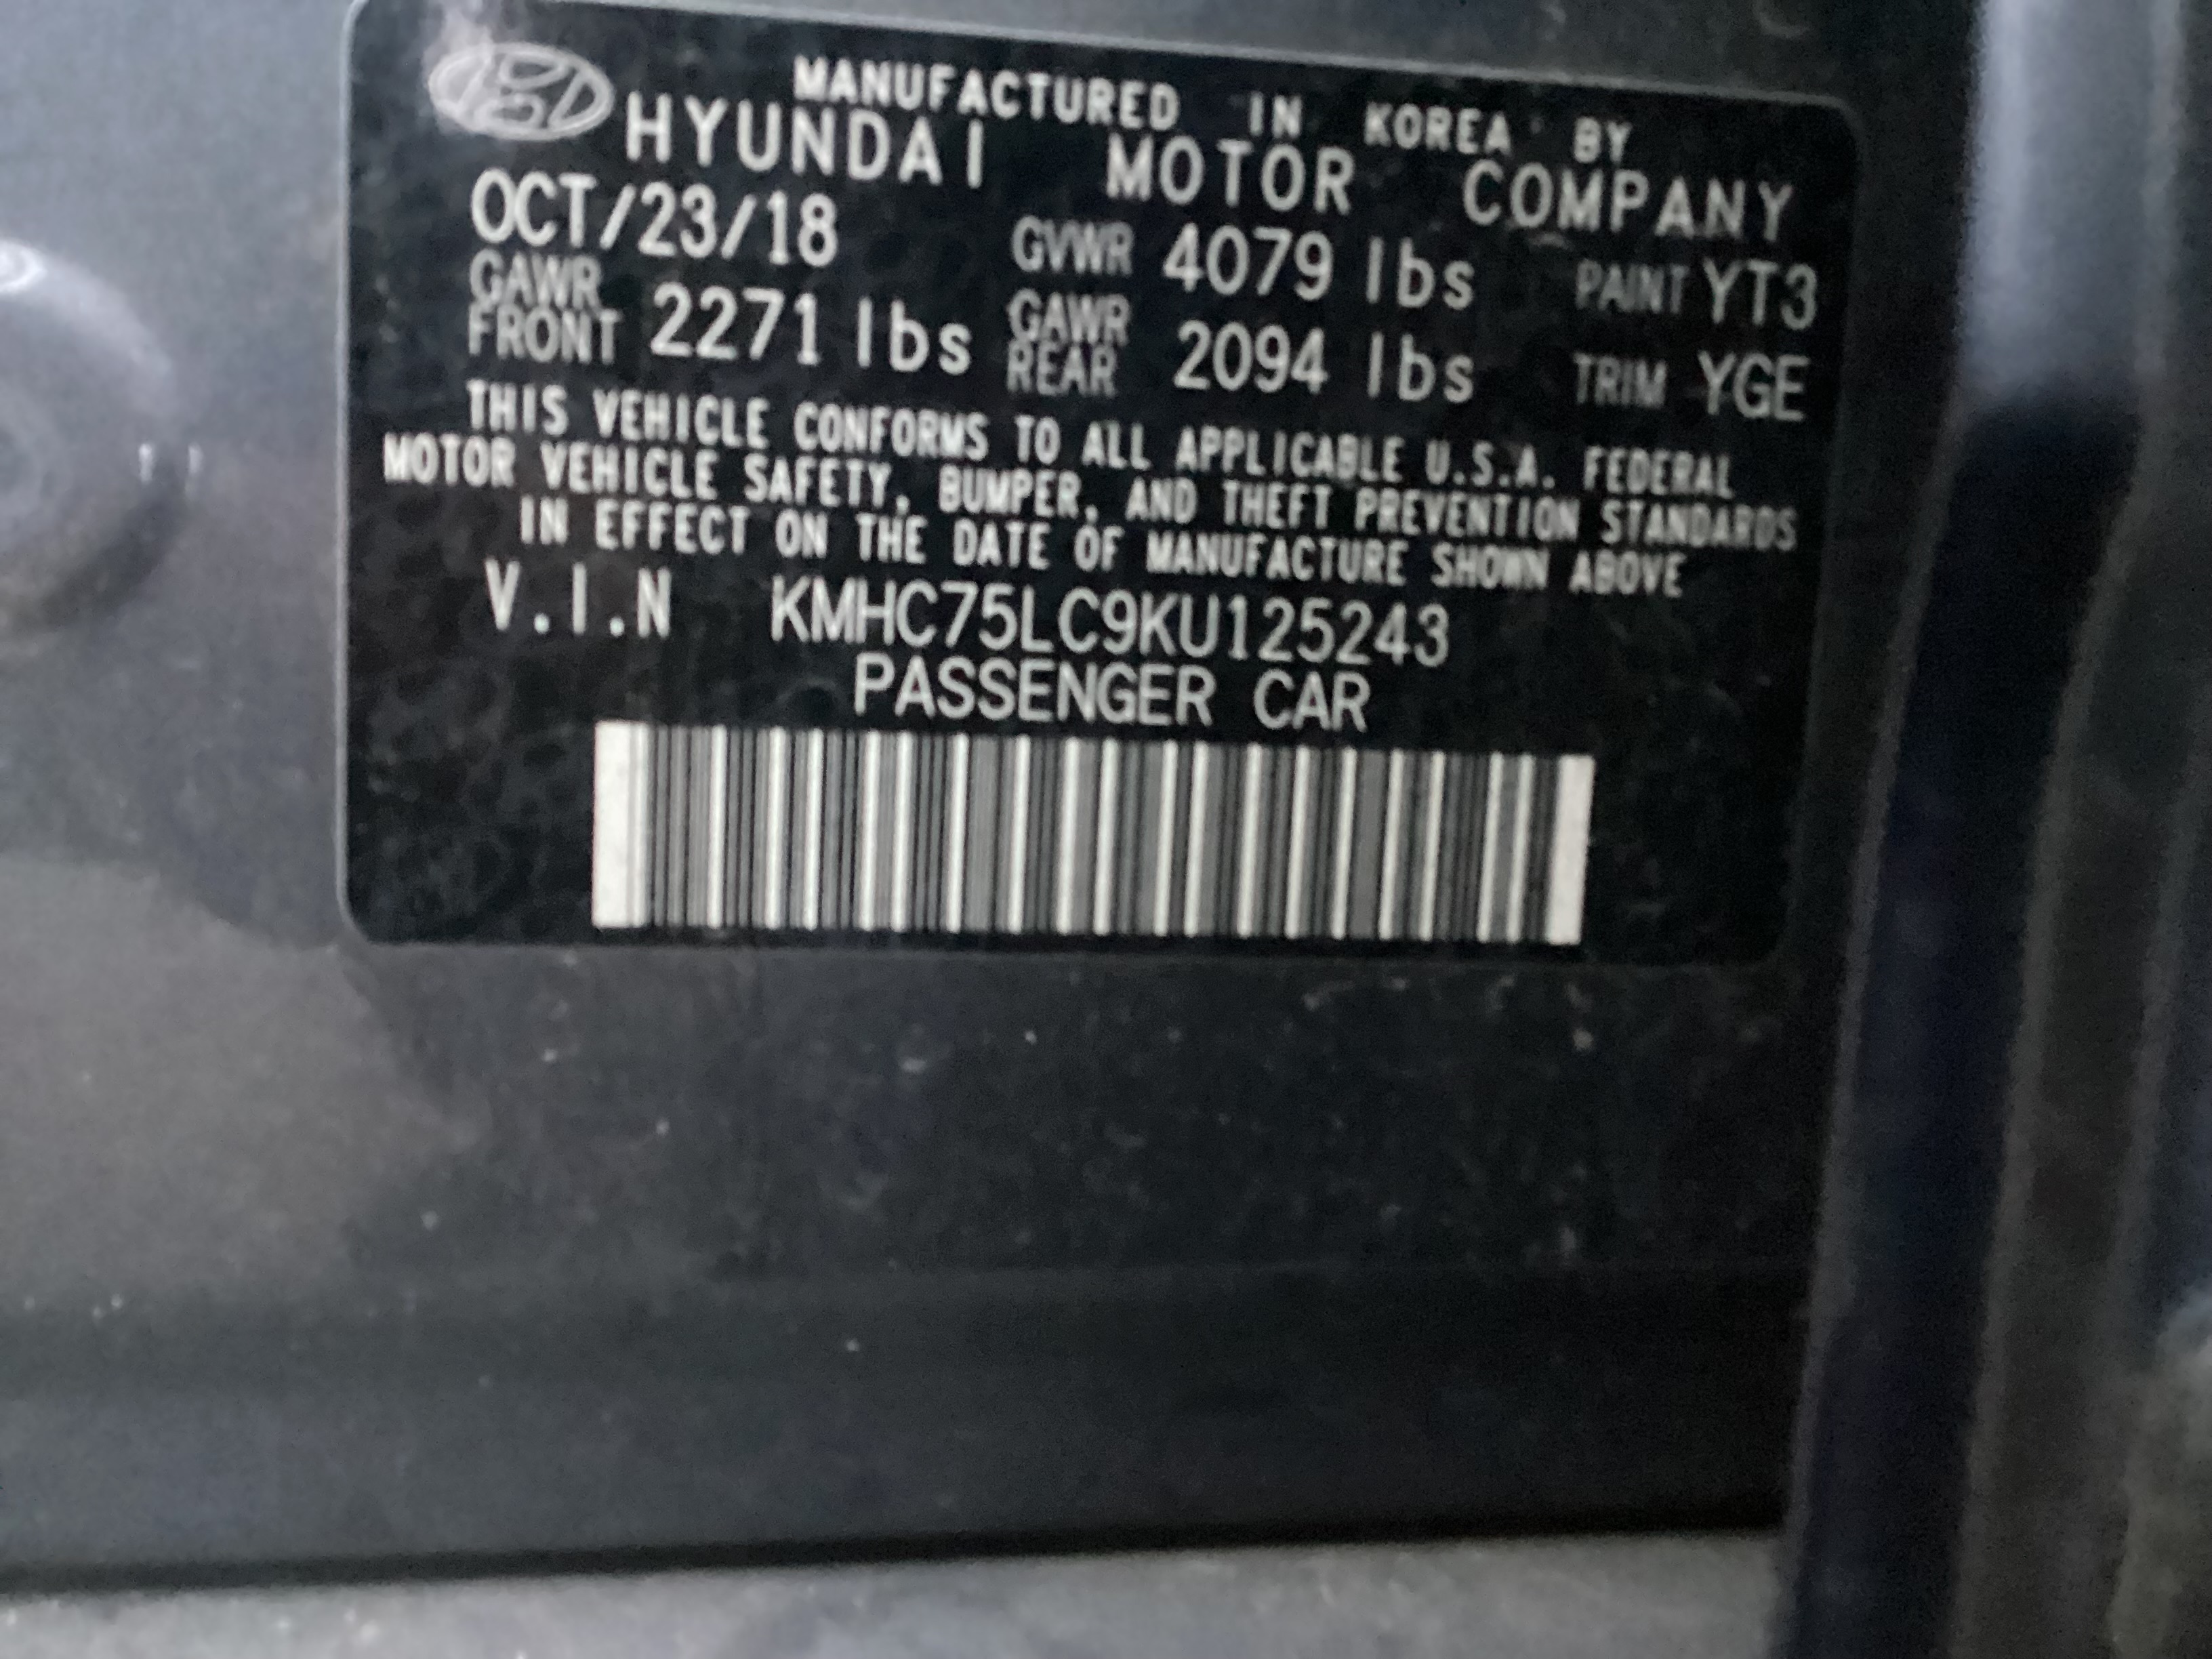 MANUFACTURED IN KOREA BY
HYUNDAI MOTOR COMPANY
OCT/23/18 GVWR 4079 lbs PAINT YT3
GAWR FRONT 2271 lbs GAWR REAR 2094 lbs TRIM YGE
THIS VEHICLE CONFORMS TO ALL APPLICABLE U.S.A. FEDERAL
MOTOR VEHICLE SAFETY, BUMPER, AND THEFT PREVENTION STANDARDS
IN EFFECT ON THE DATE OF MANUFACTURE SHOWN ABOVE
V.I.N KMHC75LC9KU125243
PASSENGER CAR